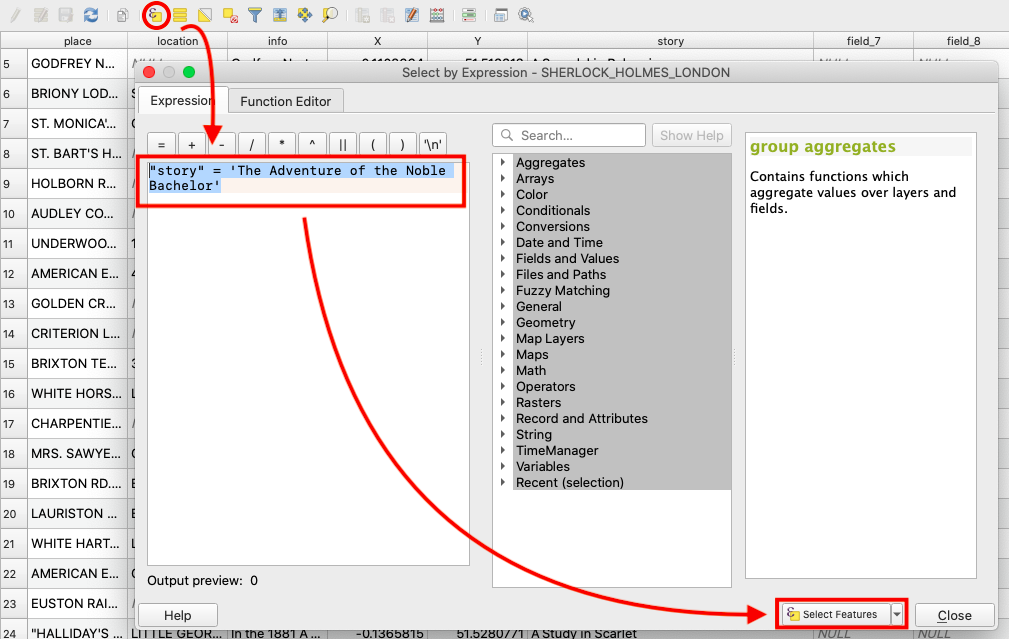 place location info X Y story field_7 field_8
5 GODFREY N...
Select by Expression - SHERLOCK_HOLMES_LONDON
6 BRIONY LOD...
Expression Function Editor
7 ST. MONICA'...
= + - / * ^ || ( ) '\n'
Search... Show Help
8 ST. BART'S H...
"story" = 'The Adventure of the Noble
Bachelor'
9 HOLBORN R...
10 AUDLEY CO...
11 UNDERWOO...
12 AMERICAN E...
13 GOLDEN CR...
14 CRITERION L...
15 BRIXTON TE...
16 WHITE HORS...
17 CHARPENTIE...
18 MRS. SAWYE...
19 BRIXTON RD....
20 LAURISTON ...
21 WHITE HART...
22 AMERICAN E...
23 EUSTON RAI...
Aggregates
Arrays
Color
Conditionals
Conversions
Date and Time
Fields and Values
Files and Paths
Fuzzy Matching
General
Geometry
Map Layers
Maps
Math
Operators
Rasters
Record and Attributes
String
TimeManager
Variables
Recent (selection)
group aggregates
Contains functions which
aggregate values over layers and
fields.
Output preview: 0
Help Select Features Close
24 "HALLIDAY'S LITTLE GEOR... In the 1881 A ... -0.1365815 51.5280771 A Study in Scarlet NULL NULL